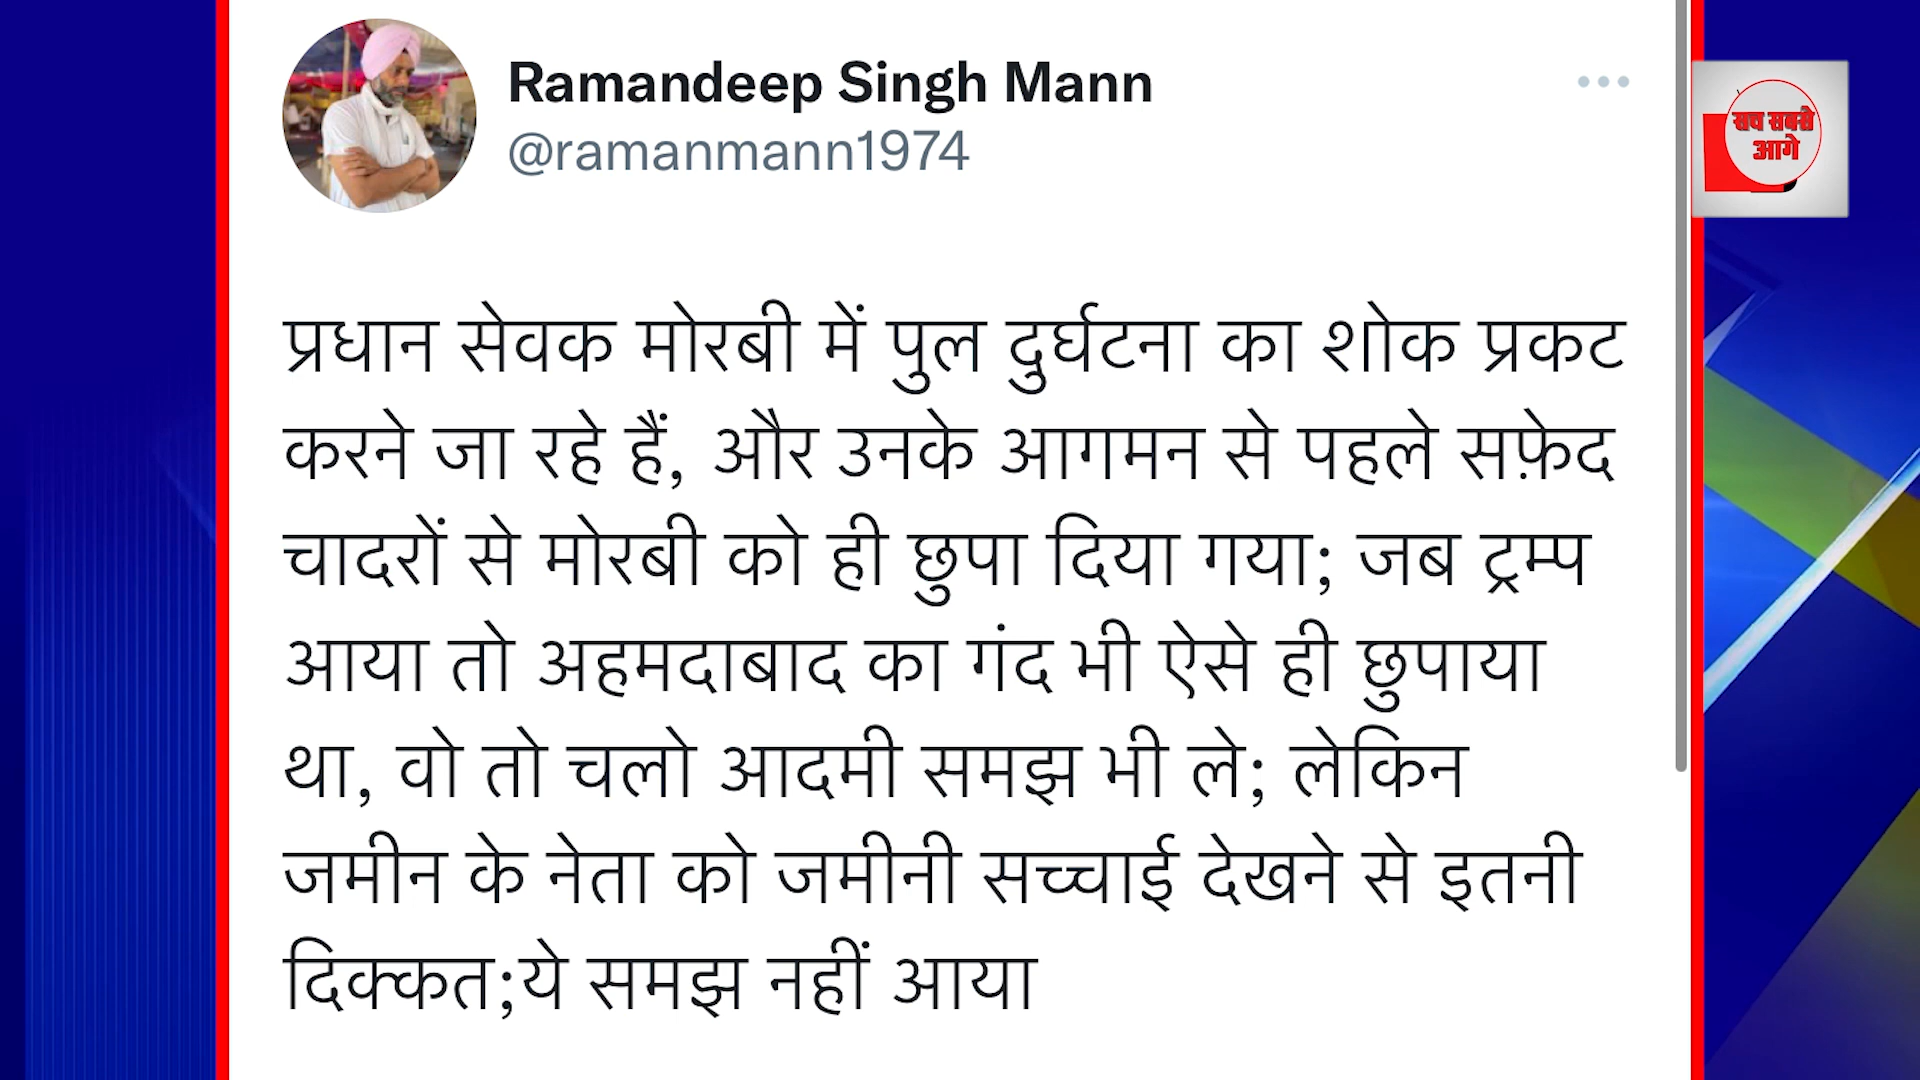 Ramandeep Singh Mann
@ramanmann1974
सच सबसे
आगे
प्रधान सेवक मोरबी में पुल दुर्घटना का शोक प्रकट
करने जा रहे हैं, और उनके आगमन से पहले सफ़ेद
चादरों से मोरबी को ही छुपा दिया गया; जब ट्रम्प
आया तो अहमदाबाद का गंद भी ऐसे ही छुपाया
था, वो तो चलो आदमी समझ भी ले; लेकिन
जमीन के नेता को जमीनी सच्चाई देखने से इतनी
दिक्कत;ये समझ नहीं आया